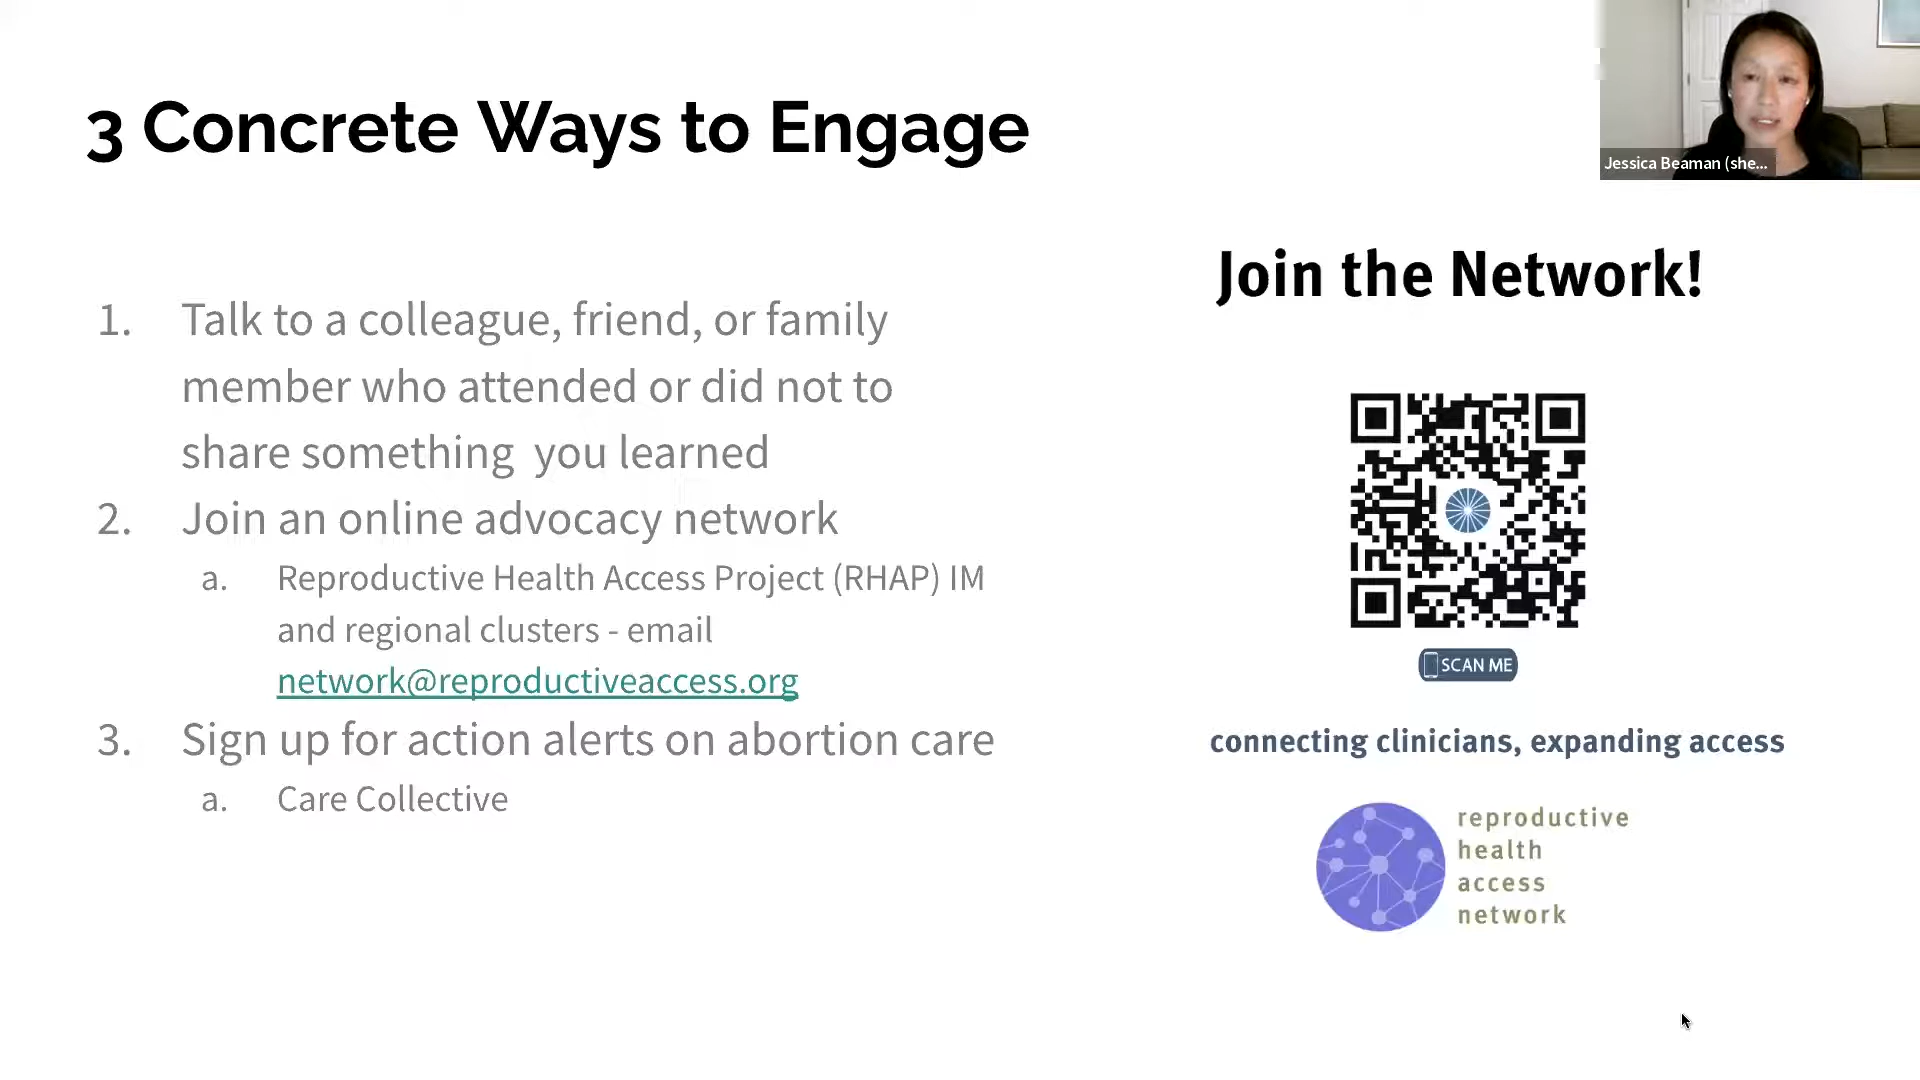 3 Concrete Ways to Engage
Jessica Beaman (she...
1. Talk to a colleague, friend, or family
member who attended or did not to
share something  you learned
2. Join an online advocacy network
a. Reproductive Health Access Project (RHAP) IM
and regional clusters - email
network@reproductiveaccess.org
3. Sign up for action alerts on abortion care
a. Care Collective
Join the Network!
SCAN ME
connecting clinicians, expanding access
reproductive
health
access
network